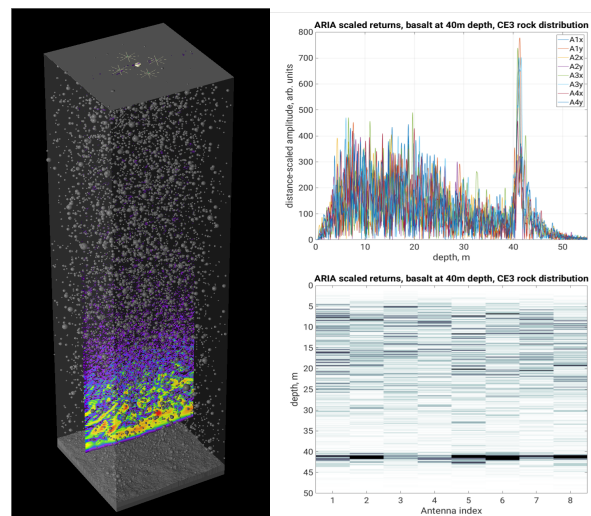 ARIA scaled returns, basalt at 40m depth, CE3 rock distribution
800
700
600
500
400
300
200
100
0
distance-scaled amplitude, arb. units
0 10 20 30 40 50
depth, m
A1x
A1y
A2x
A2y
A3x
A3y
A4x
A4y
ARIA scaled returns, basalt at 40m depth, CE3 rock distribution
0
5
10
15
20
25
30
35
40
45
50
depth, m
1 2 3 4 5 6 7 8
Antenna index